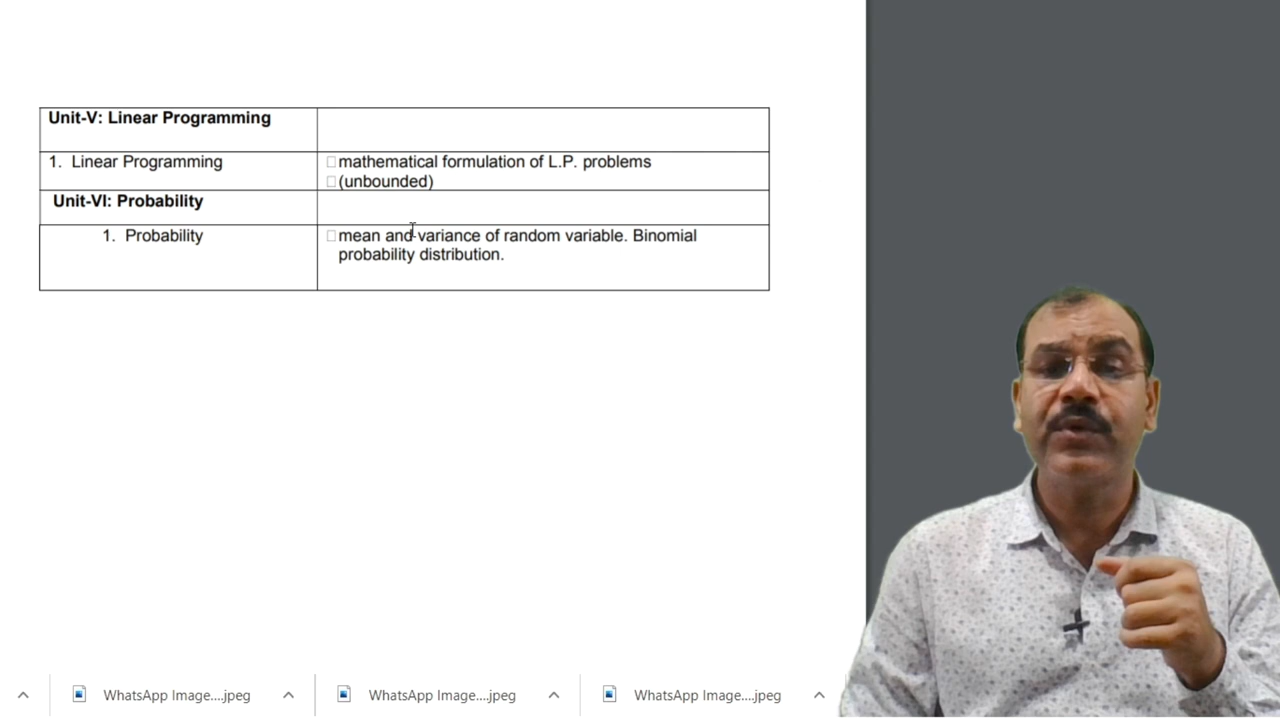 Unit-V: Linear Programming
1. Linear Programming
mathematical formulation of L.P. problems
(unbounded)
Unit-VI: Probability
1. Probability
mean and variance of random variable. Binomial
probability distribution.
WhatsApp Image....jpeg
WhatsApp Image....jpeg
WhatsApp Image....jpeg